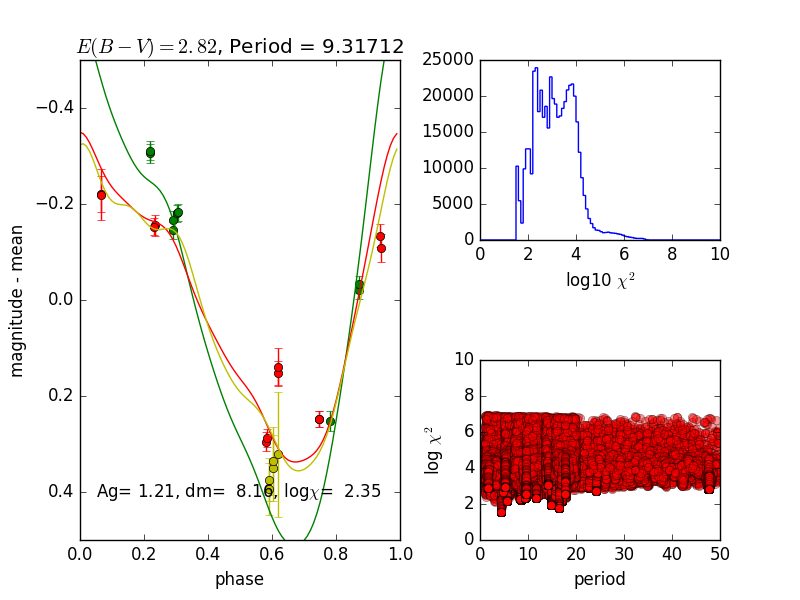 E(B−V)=2.82, Period = 9.31712
magnitude - mean
−0.4
−0.2
0.0
0.2
0.4
Ag= 1.21, dm= 8.16, logχ= 2.35
0.0 0.2 0.4 0.6 0.8 1.0
phase
25000
20000
15000
10000
5000
0
0 2 4 6 8 10
log10 χ²
log χ²
10
8
6
4
2
0
0 10 20 30 40 50
period